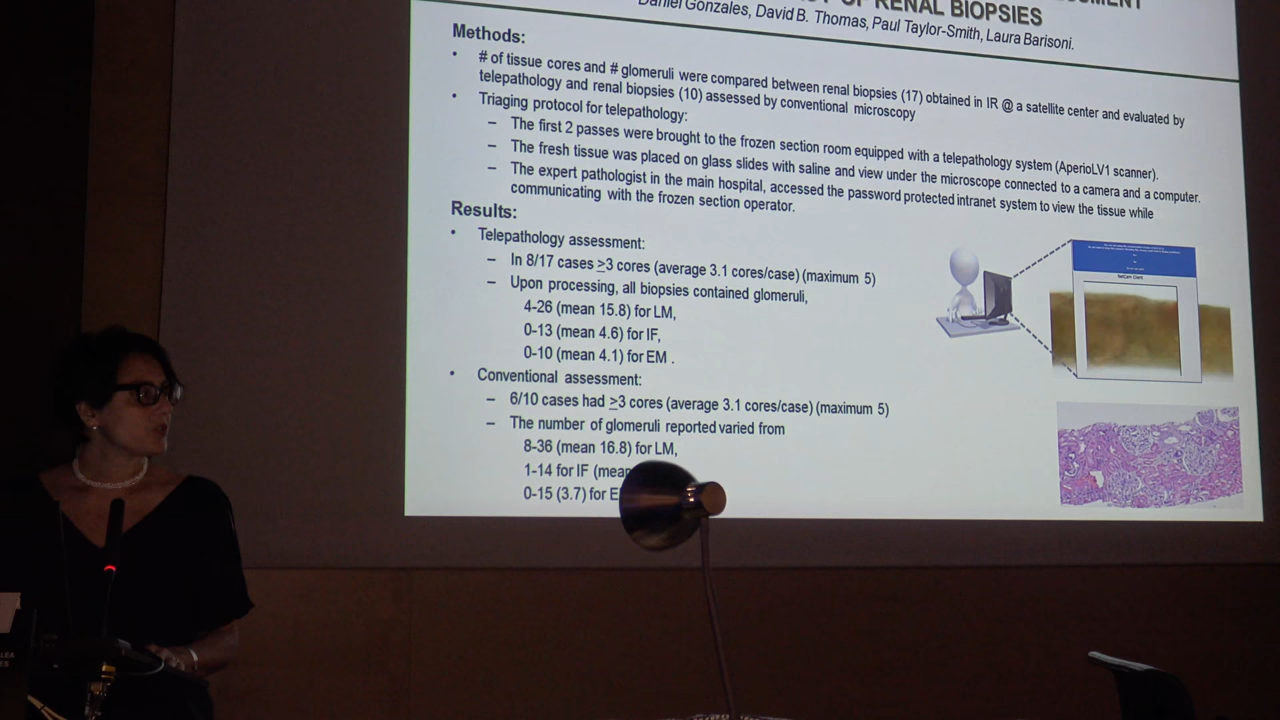 OF RENAL BIOPSIES
Daniel Gonzales, David B. Thomas, Paul Taylor-Smith, Laura Barisoni.
Methods:
• # of tissue cores and # glomeruli were compared between renal biopsies (17) obtained in IR @ a satellite center and evaluated by
telepathology and renal biopsies (10) assessed by conventional microscopy
• Triaging protocol for telepathology:
– The first 2 passes were brought to the frozen section room equipped with a telepathology system (AperioLV1 scanner).
– The fresh tissue was placed on glass slides with saline and view under the microscope connected to a camera and a computer.
– The expert pathologist in the main hospital, accessed the password protected intranet system to view the tissue while
communicating with the frozen section operator.
Results:
• Telepathology assessment:
– In 8/17 cases ≥3 cores (average 3.1 cores/case) (maximum 5)
– Upon processing, all biopsies contained glomeruli,
4-26 (mean 15.8) for LM,
0-13 (mean 4.6) for IF,
0-10 (mean 4.1) for EM .
• Conventional assessment:
– 6/10 cases had ≥3 cores (average 3.1 cores/case) (maximum 5)
– The number of glomeruli reported varied from
8-36 (mean 16.8) for LM,
1-14 for IF (mean
0-15 (3.7) for E
NetCam Client